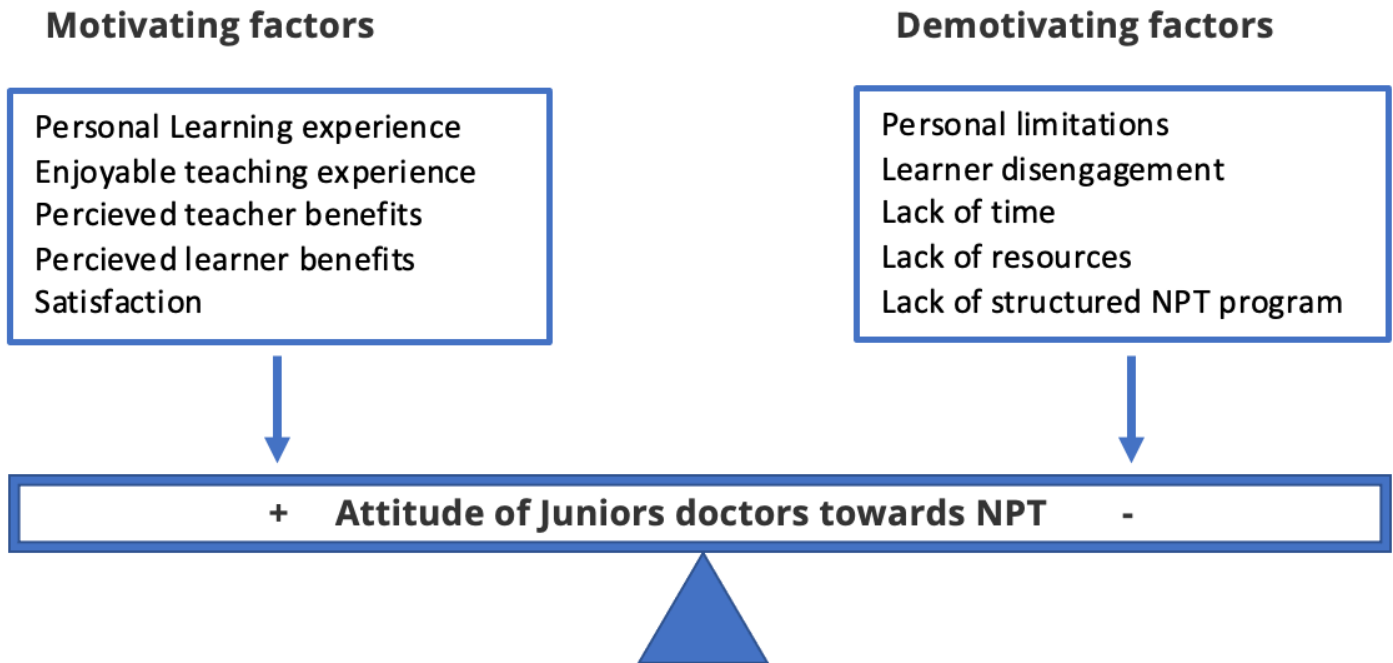 Motivating factors
Personal Learning experience
Enjoyable teaching experience
Percieved teacher benefits
Percieved learner benefits
Satisfaction
Demotivating factors
Personal limitations
Learner disengagement
Lack of time
Lack of resources
Lack of structured NPT program
+ Attitude of Juniors doctors towards NPT -